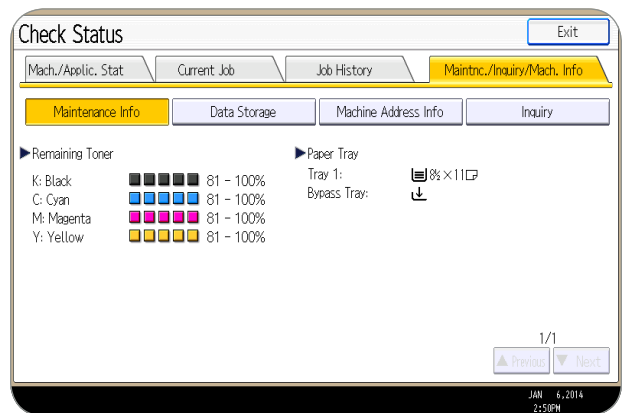 Check Status
Exit
Mach./Applic. Stat
Current Job
Job History
Maintnc./Inquiry/Mach. Info
Maintenance Info
Data Storage
Machine Address Info
Inquiry
Remaining Toner
K: Black 81 - 100%
C: Cyan 81 - 100%
M: Magenta 81 - 100%
Y: Yellow 81 - 100%
Paper Tray
Tray 1: 8½×11
Bypass Tray:
1/1
▲ Previous
▼ Next
JAN 6,2014
2:50PM